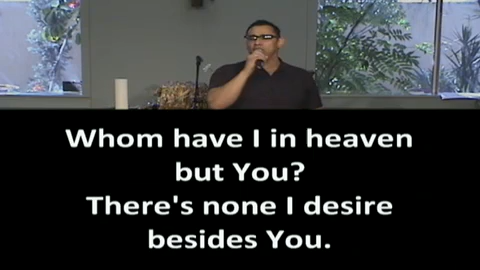 Whom have I in heaven
but You?
There's none I desire
besides You.